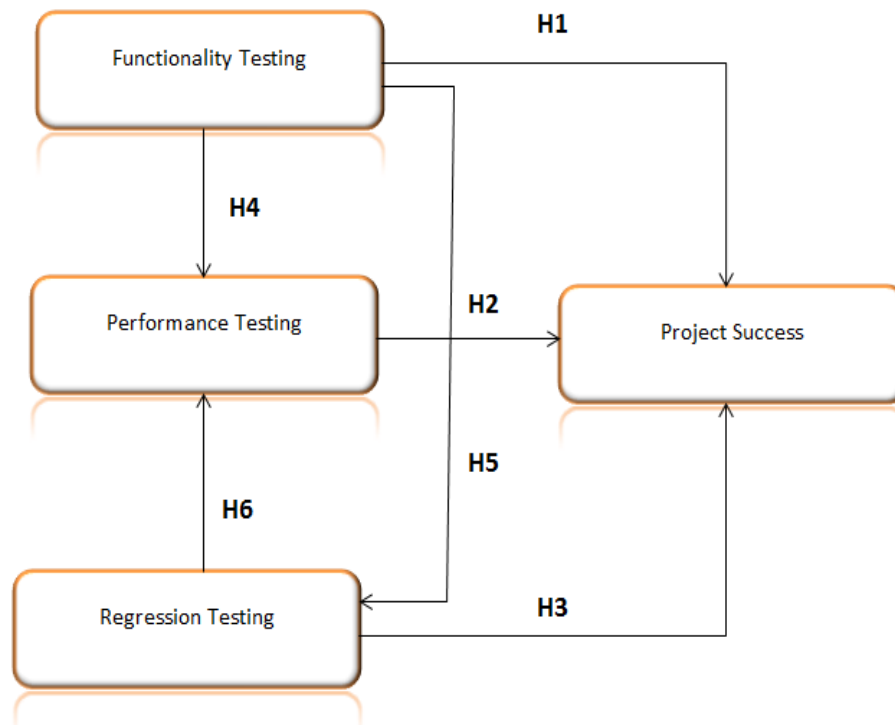 H1
Functionality Testing
H4
H2
Performance Testing
Project Success
H5
H6
H3
Regression Testing